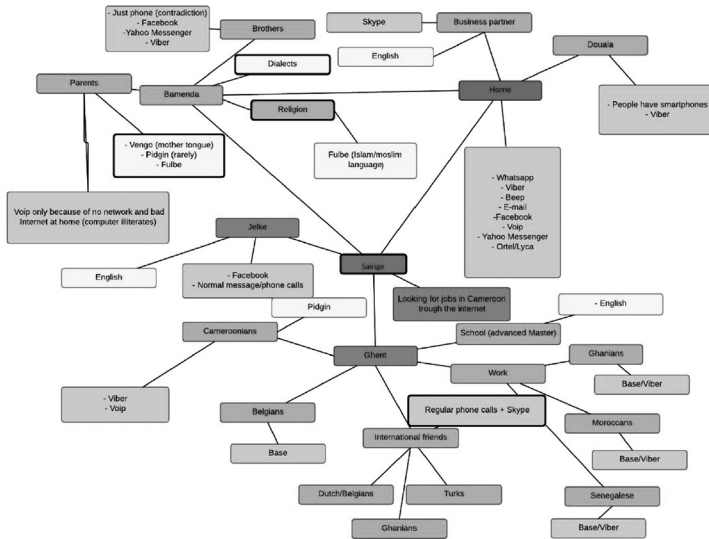 - Just phone (contradiction)
- Facebook
-Yahoo Messenger
- Viber
Brothers
Skype
Business partner
English
Douala
Dialects
Parents
Bamenda
Home
Religion
- People have smartphones
- Viber
- Vengo (mother tongue)
- Pidgin (rarely)
- Fulbe
Fulbe (Islam/moslim
language)
- Whatsapp
- Viber
- Beep
- E-mail
-Facebook
- Voip
- Yahoo Messenger
- Ortel/Lyca
Voip only because of no network and bad
Internet at home (computer illiterates)
Jelke
English
- Facebook
- Normal message/phone calls
Sainge
Looking for jobs in Cameroon
trough the internet
- English
Pidgin
Cameroonians
School (advanced Master)
Ghent
Ghanians
Work
Base/Viber
- Viber
- Voip
Belgians
Regular phone calls + Skype
Moroccans
International friends
Base
Base/Viber
Dutch/Belgians
Turks
Senegalese
Ghanians
Base/Viber